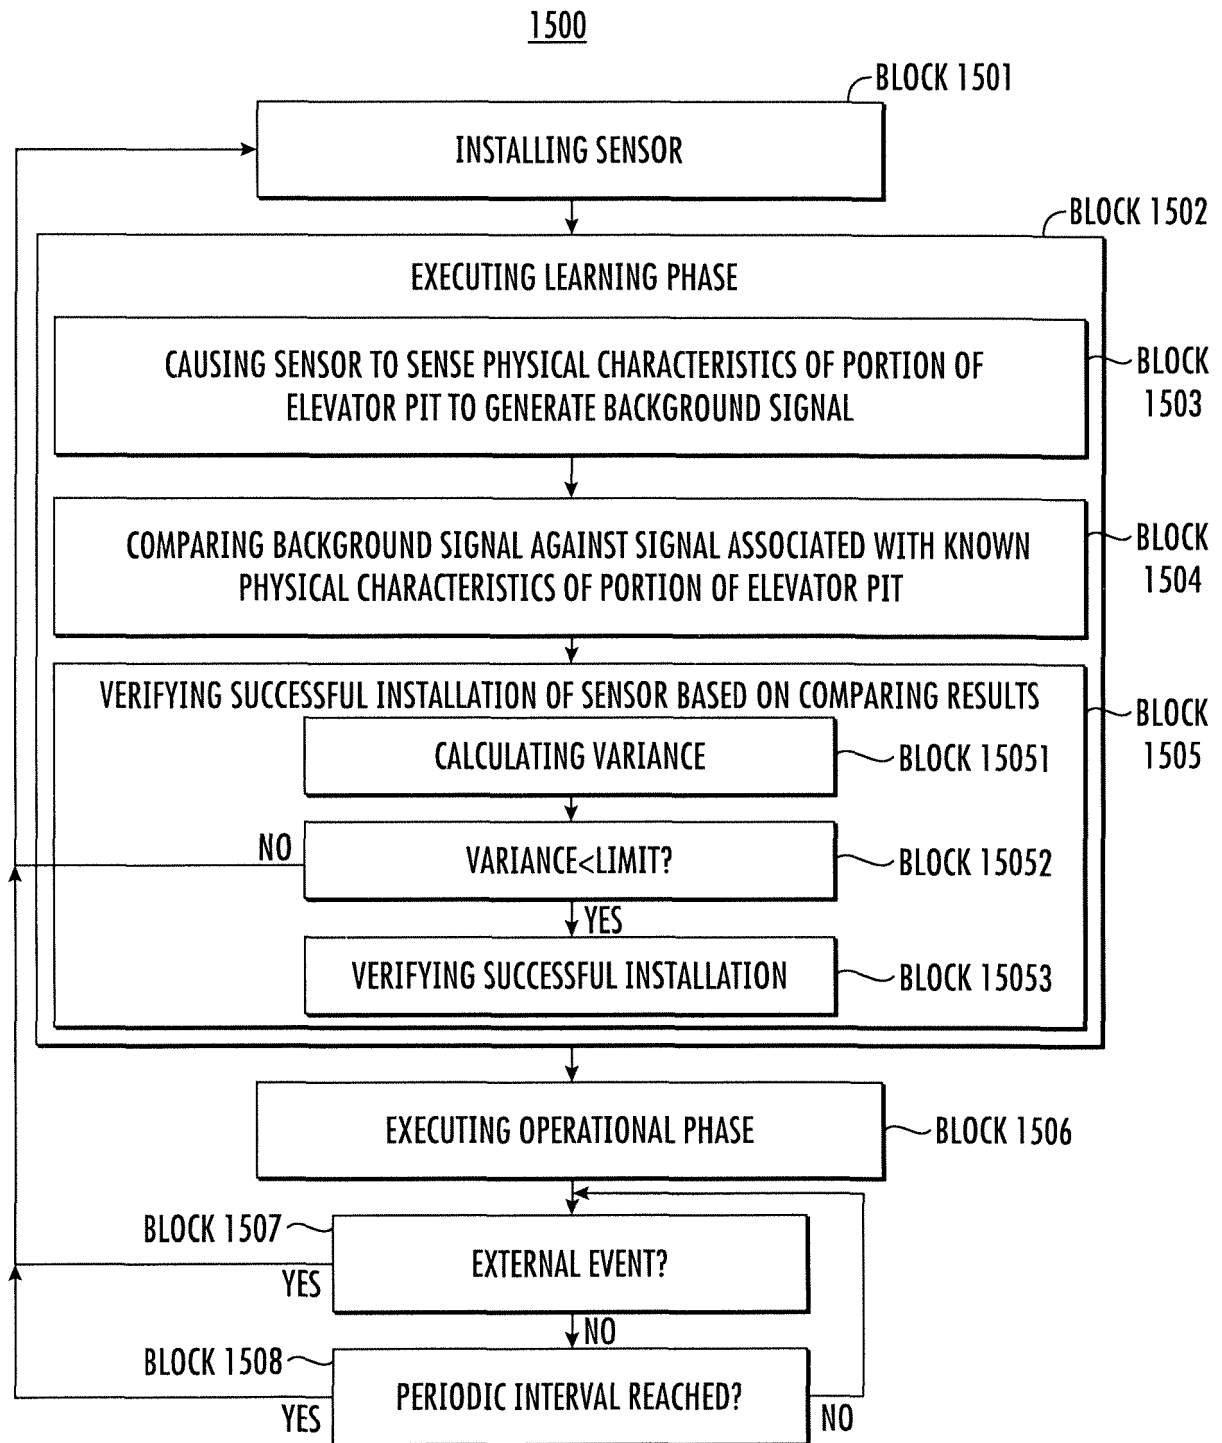 1500
BLOCK 1501
INSTALLING SENSOR
BLOCK 1502
EXECUTING LEARNING PHASE
CAUSING SENSOR TO SENSE PHYSICAL CHARACTERISTICS OF PORTION OF
ELEVATOR PIT TO GENERATE BACKGROUND SIGNAL
BLOCK
1503
COMPARING BACKGROUND SIGNAL AGAINST SIGNAL ASSOCIATED WITH KNOWN
PHYSICAL CHARACTERISTICS OF PORTION OF ELEVATOR PIT
BLOCK
1504
VERIFYING SUCCESSFUL INSTALLATION OF SENSOR BASED ON COMPARING RESULTS
BLOCK
1505
CALCULATING VARIANCE
BLOCK 15051
NO
VARIANCE<LIMIT?
BLOCK 15052
YES
VERIFYING SUCCESSFUL INSTALLATION
BLOCK 15053
EXECUTING OPERATIONAL PHASE
BLOCK 1506
BLOCK 1507
EXTERNAL EVENT?
YES
NO
BLOCK 1508
PERIODIC INTERVAL REACHED?
YES
NO